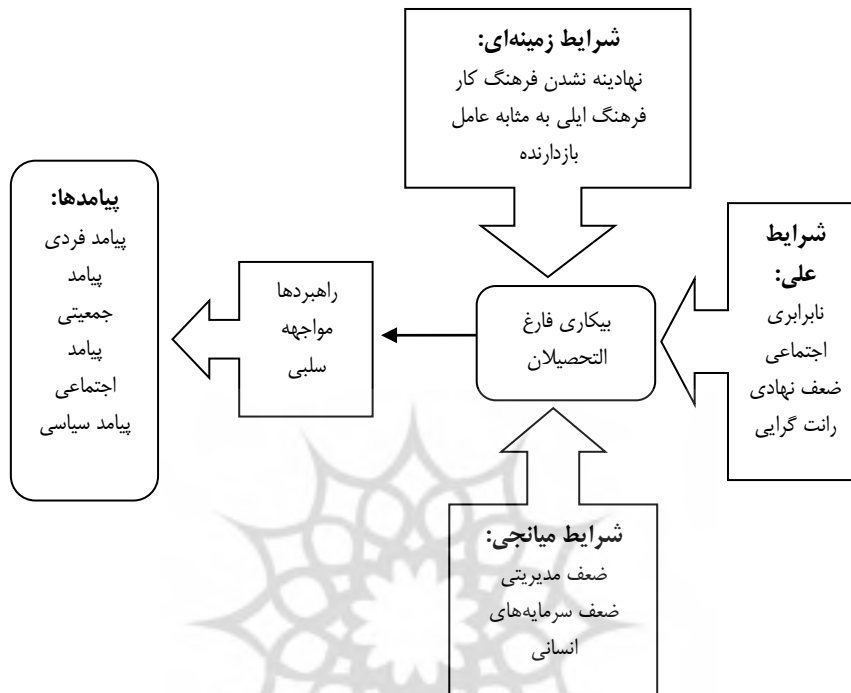 شرایط زمینه‌ای:
نهادینه نشدن فرهنگ کار
فرهنگ ایلی به مثابه عامل
بازدارنده
شرایط
علی:
نابرابری
اجتماعی
ضعف نهادی
رانت گرایی
بیکاری فارغ
التحصیلان
راهبردها
مواجهه
سلبی
پیامدها:
پیامد فردی
پیامد
جمعیتی
پیامد
اجتماعی
پیامد سیاسی
شرایط میانجی:
ضعف مدیریتی
ضعف سرمایه‌های
انسانی